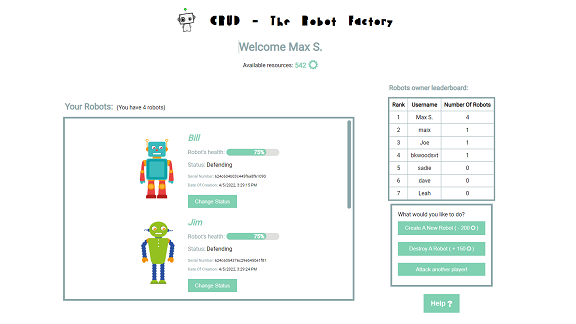 CRUD - The Robot Factory
Welcome Max S.
Available resources: 542
Robots owner leaderboard:
Rank Username Number Of Robots
1 Max S. 4
2 maix 1
3 Joe 1
4 bkwoodsxt 1
5 sadie 0
6 dave 0
7 Leah 0
Your Robots: (You have 4 robots)
Bill
Robot's health: 75%
Status: Defending
Serial Number:
Date Of Creation: 4/5/2022, 3:29:15 PM
Change Status
Jim
Robot's health: 75%
Status: Defending
Serial Number:
Date Of Creation: 4/5/2022, 3:29:24 PM
Change Status
What would you like to do?
Create A New Robot ( - 200 )
Destroy A Robot ( + 150 )
Attack another player!
Help ?